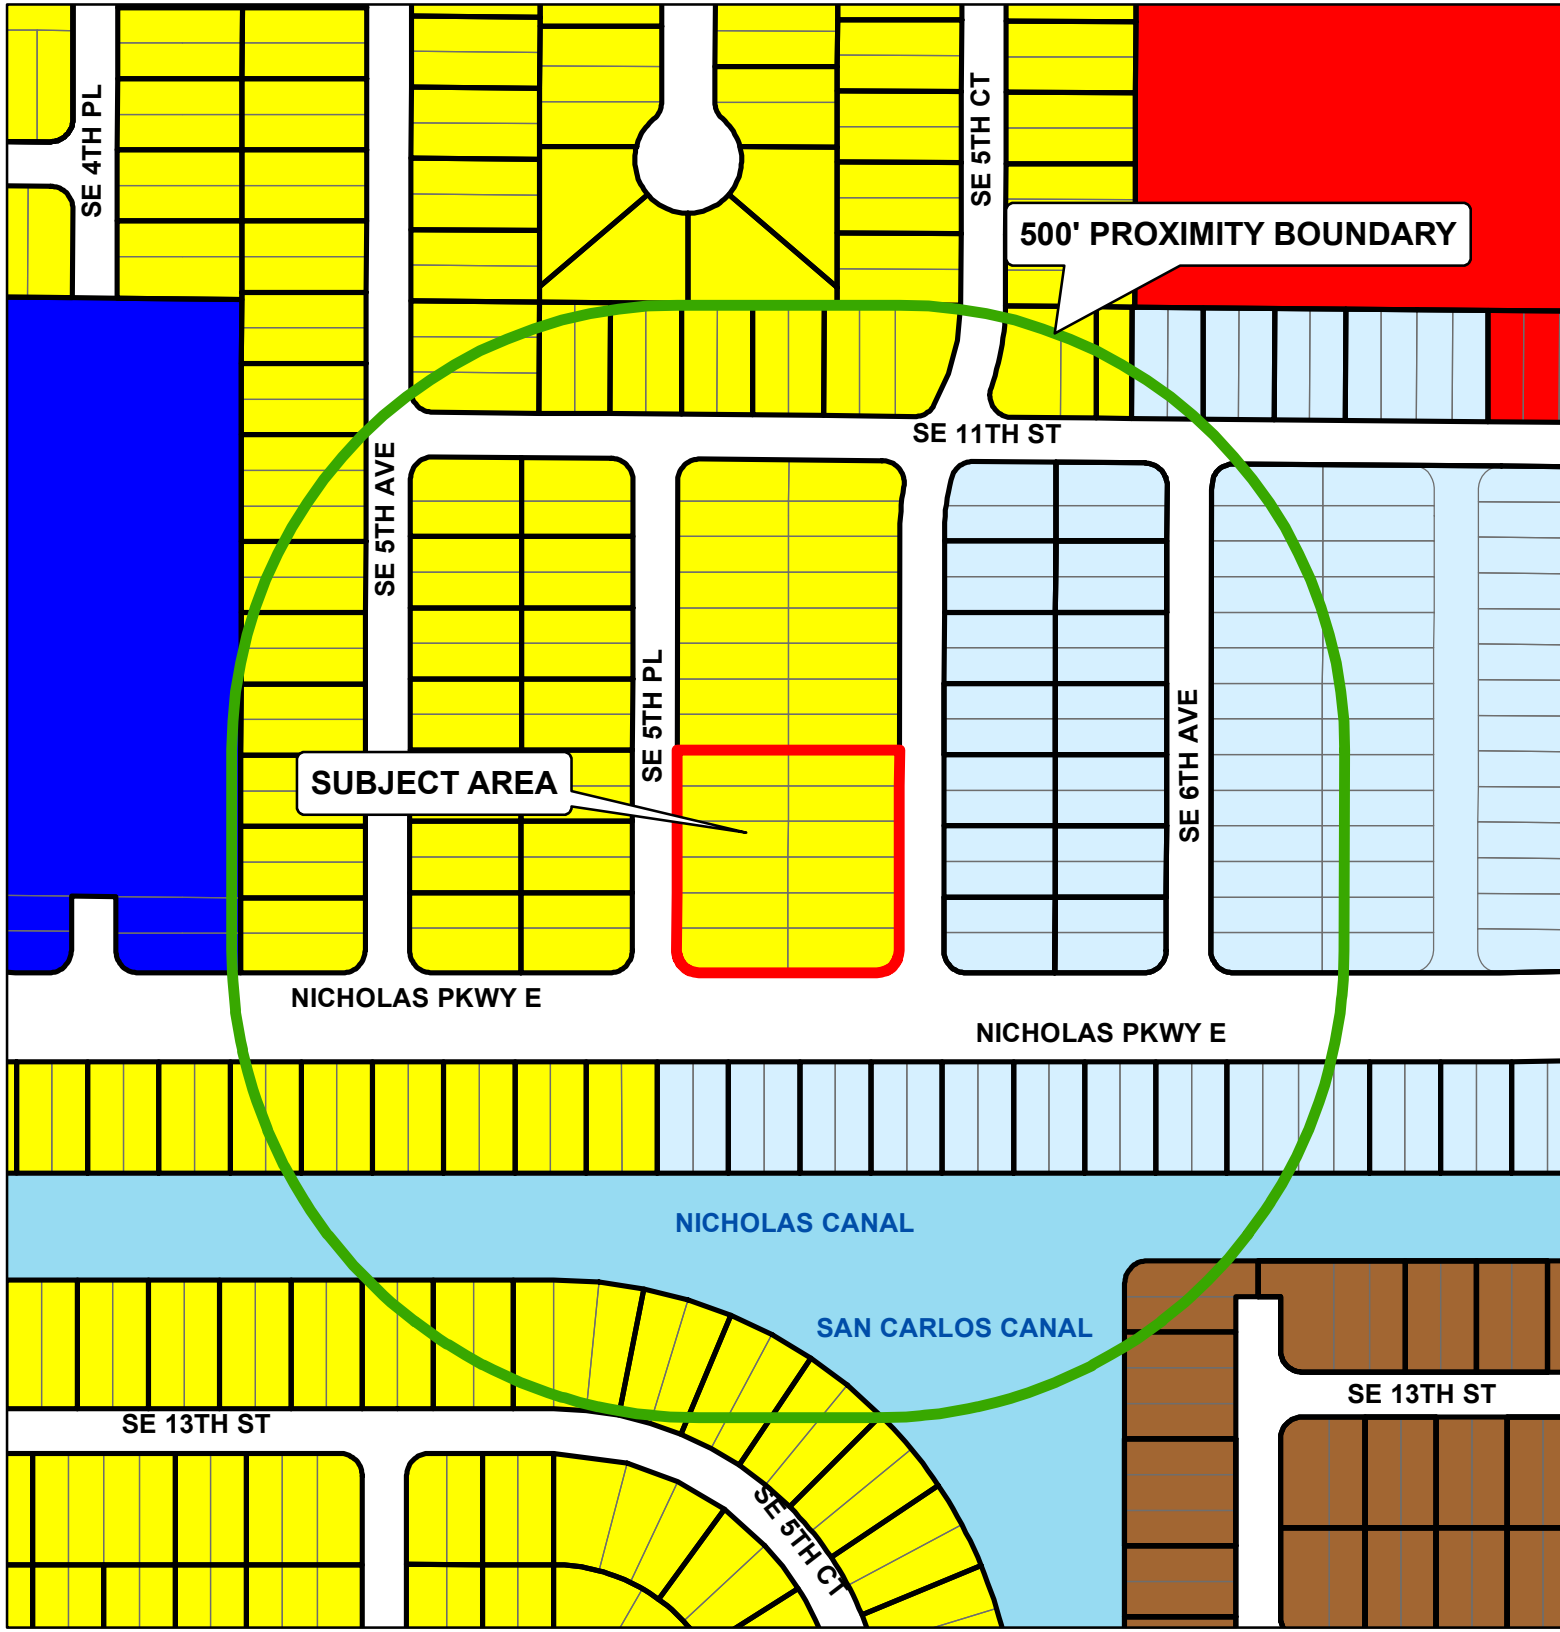 SE 4TH PL
SE 5TH CT
500' PROXIMITY BOUNDARY
SE 11TH ST
SE 5TH AVE
SE 5TH PL
SE 6TH AVE
SUBJECT AREA
NICHOLAS PKWY E
NICHOLAS PKWY E
NICHOLAS CANAL
SAN CARLOS CANAL
SE 13TH ST
SE 13TH ST
SE 5TH CT